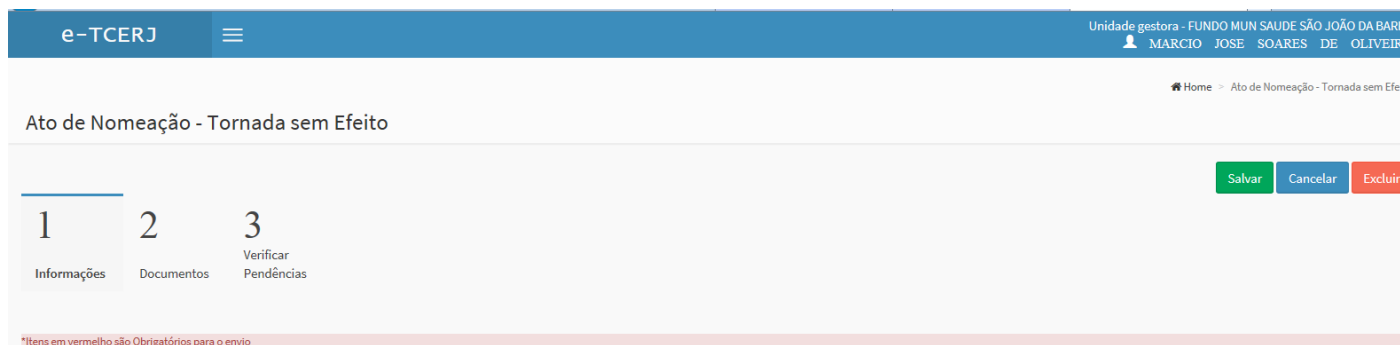 e-TCERJ
Unidade gestora - FUNDO MUN SAUDE SÃO JOÃO DA
MARCIO JOSE SOARES DE
Home > Ato de Nomeação - Tornada sem
Ato de Nomeação - Tornada sem Efeito
Salvar Cancelar Excluir
1 2 3
Verificar
Informações Documentos Pendências
*Itens em vermelho são Obrigatórios para o envio